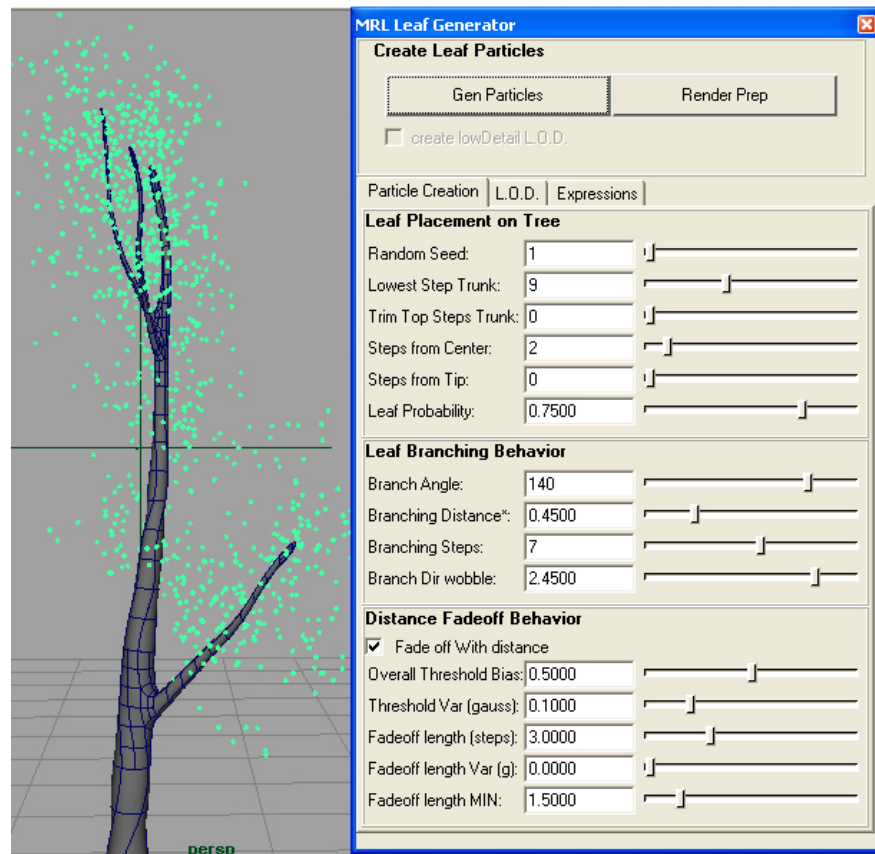 MRL Leaf Generator
Create Leaf Particles
Gen Particles Render Prep
create lowDetail L.O.D.
Particle Creation L.O.D. Expressions
Leaf Placement on Tree
Random Seed: 1
Lowest Step Trunk: 9
Trim Top Steps Trunk: 0
Steps from Center: 2
Steps from Tip: 0
Leaf Probability: 0.7500
Leaf Branching Behavior
Branch Angle: 140
Branching Distance*: 0.4500
Branching Steps: 7
Branch Dir wobble: 2.4500
Distance Fadeoff Behavior
Fade off With distance
Overall Threshold Bias: 0.5000
Threshold Var (gauss): 0.1000
Fadeoff length (steps): 3.0000
Fadeoff length Var (g): 0.0000
Fadeoff length MIN: 1.5000
persp